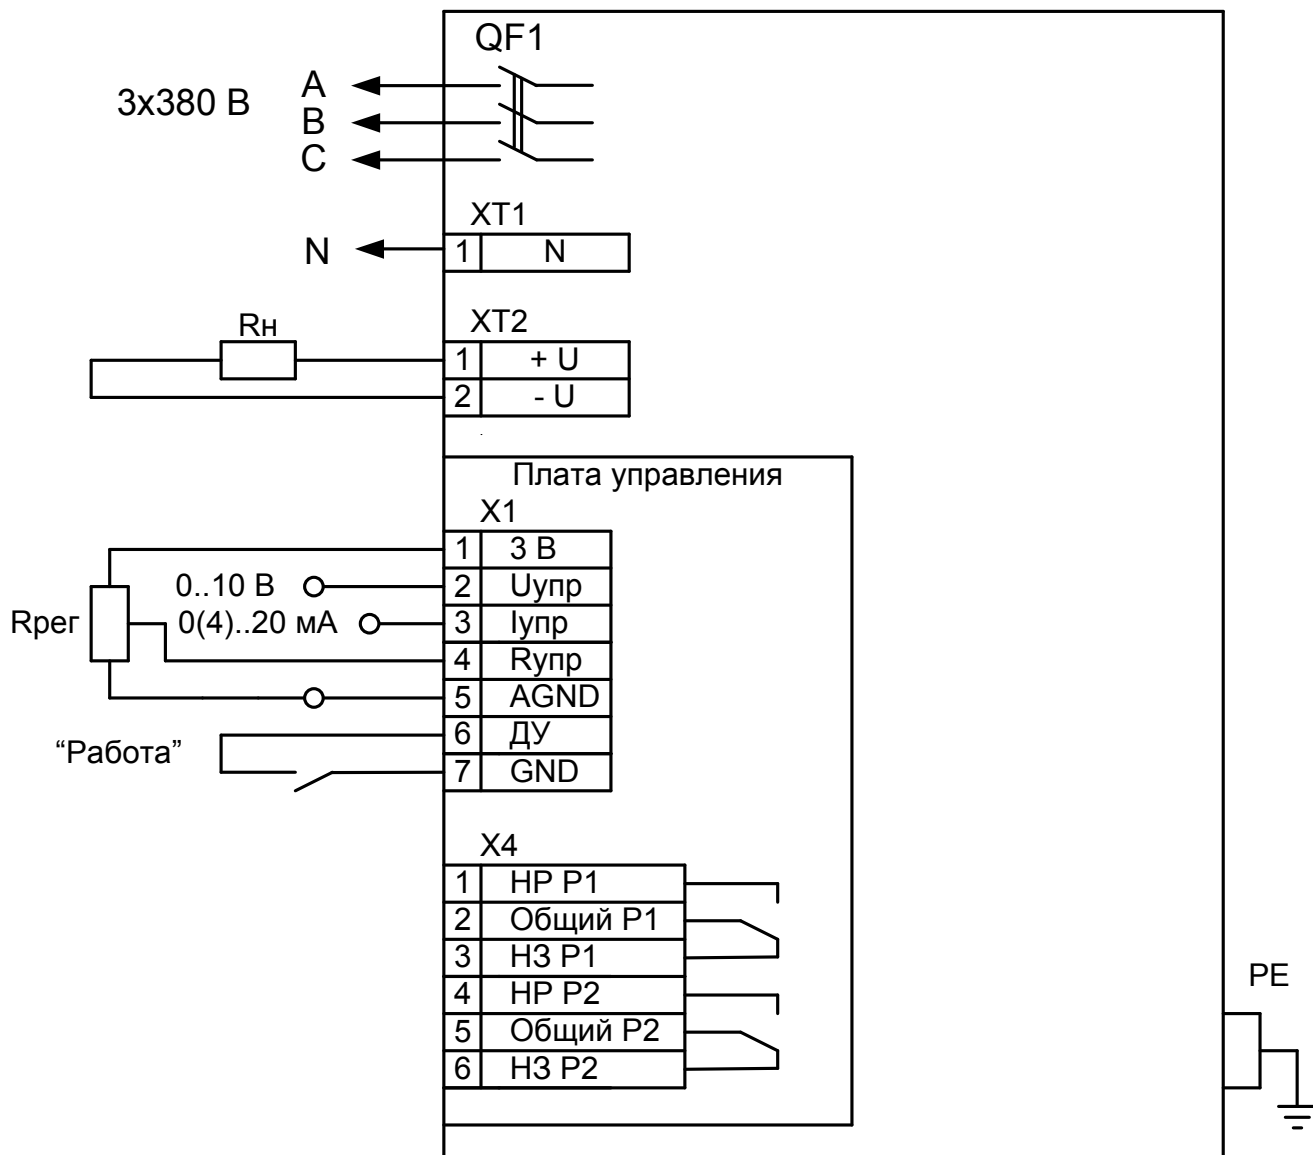 QF1
3x380 В
A
B
C
XT1
N
1 N
Rн
XT2
1 + U
2 - U
Плата управления
X1
1 3 В
0..10 В
2 Uупр
Rрег
0(4)..20 мА
3 Iупр
4 Rупр
5 AGND
“Работа”
6 ДУ
7 GND
X4
1 НР Р1
2 Общий Р1
3 НЗ Р1
4 НР Р2
5 Общий Р2
6 НЗ Р2
PE